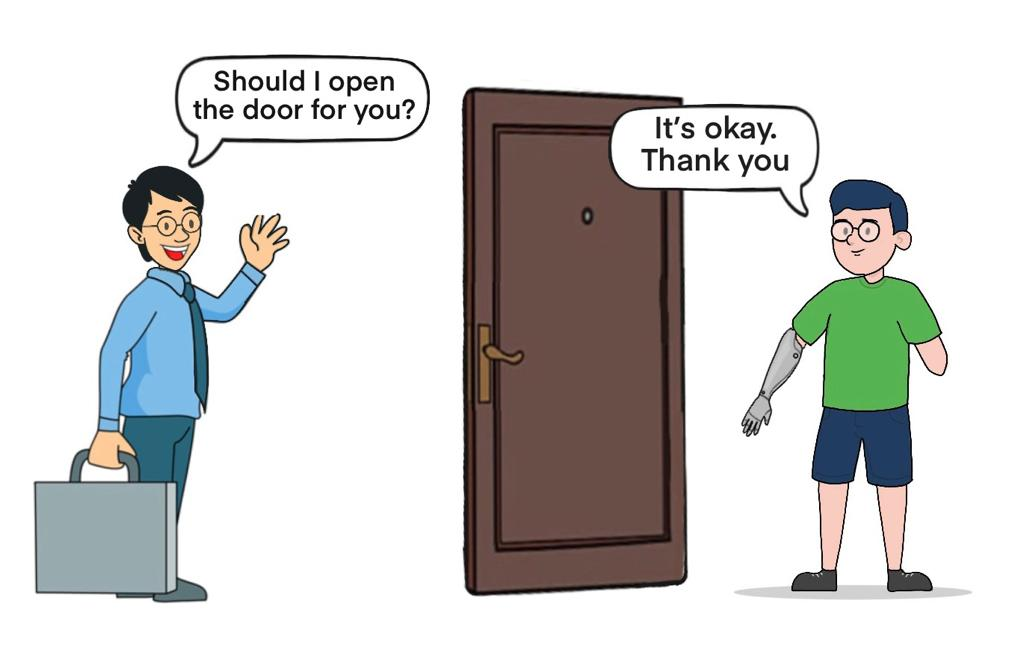 Should I open
the door for you?
It's okay.
Thank you